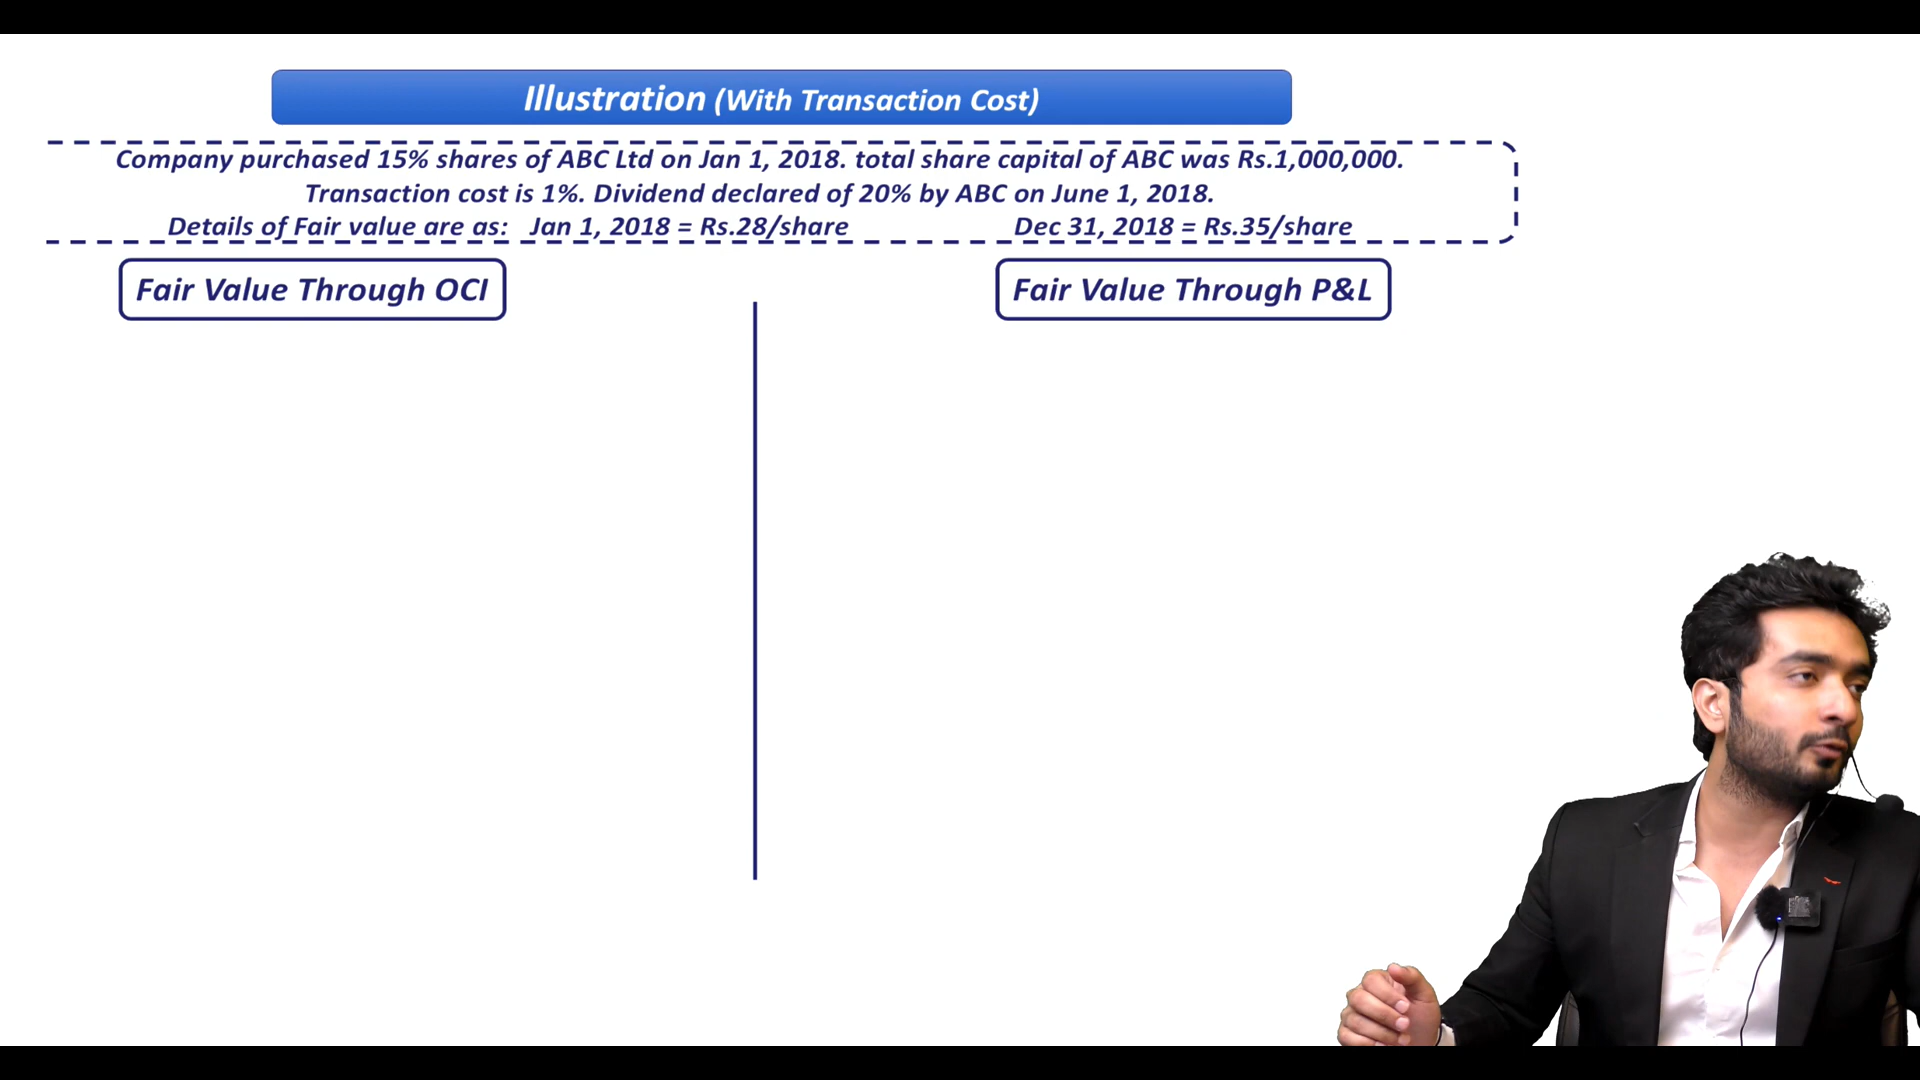 Illustration (With Transaction Cost)
Company purchased 15% shares of ABC Ltd on Jan 1, 2018. total share capital of ABC was Rs.1,000,000.
Transaction cost is 1%. Dividend declared of 20% by ABC on June 1, 2018.
Details of Fair value are as: Jan 1, 2018 = Rs.28/share Dec 31, 2018 = Rs.35/share
Fair Value Through OCI
Fair Value Through P&L